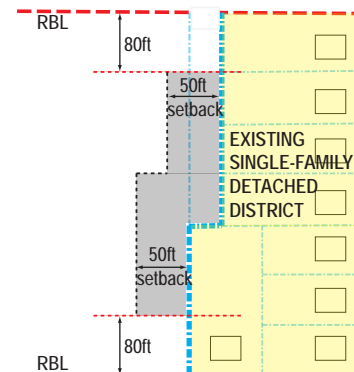 RBL
80ft
50ft
setback
EXISTING
SINGLE-FAMILY
DETACHED
DISTRICT
50ft
setback
80ft
RBL